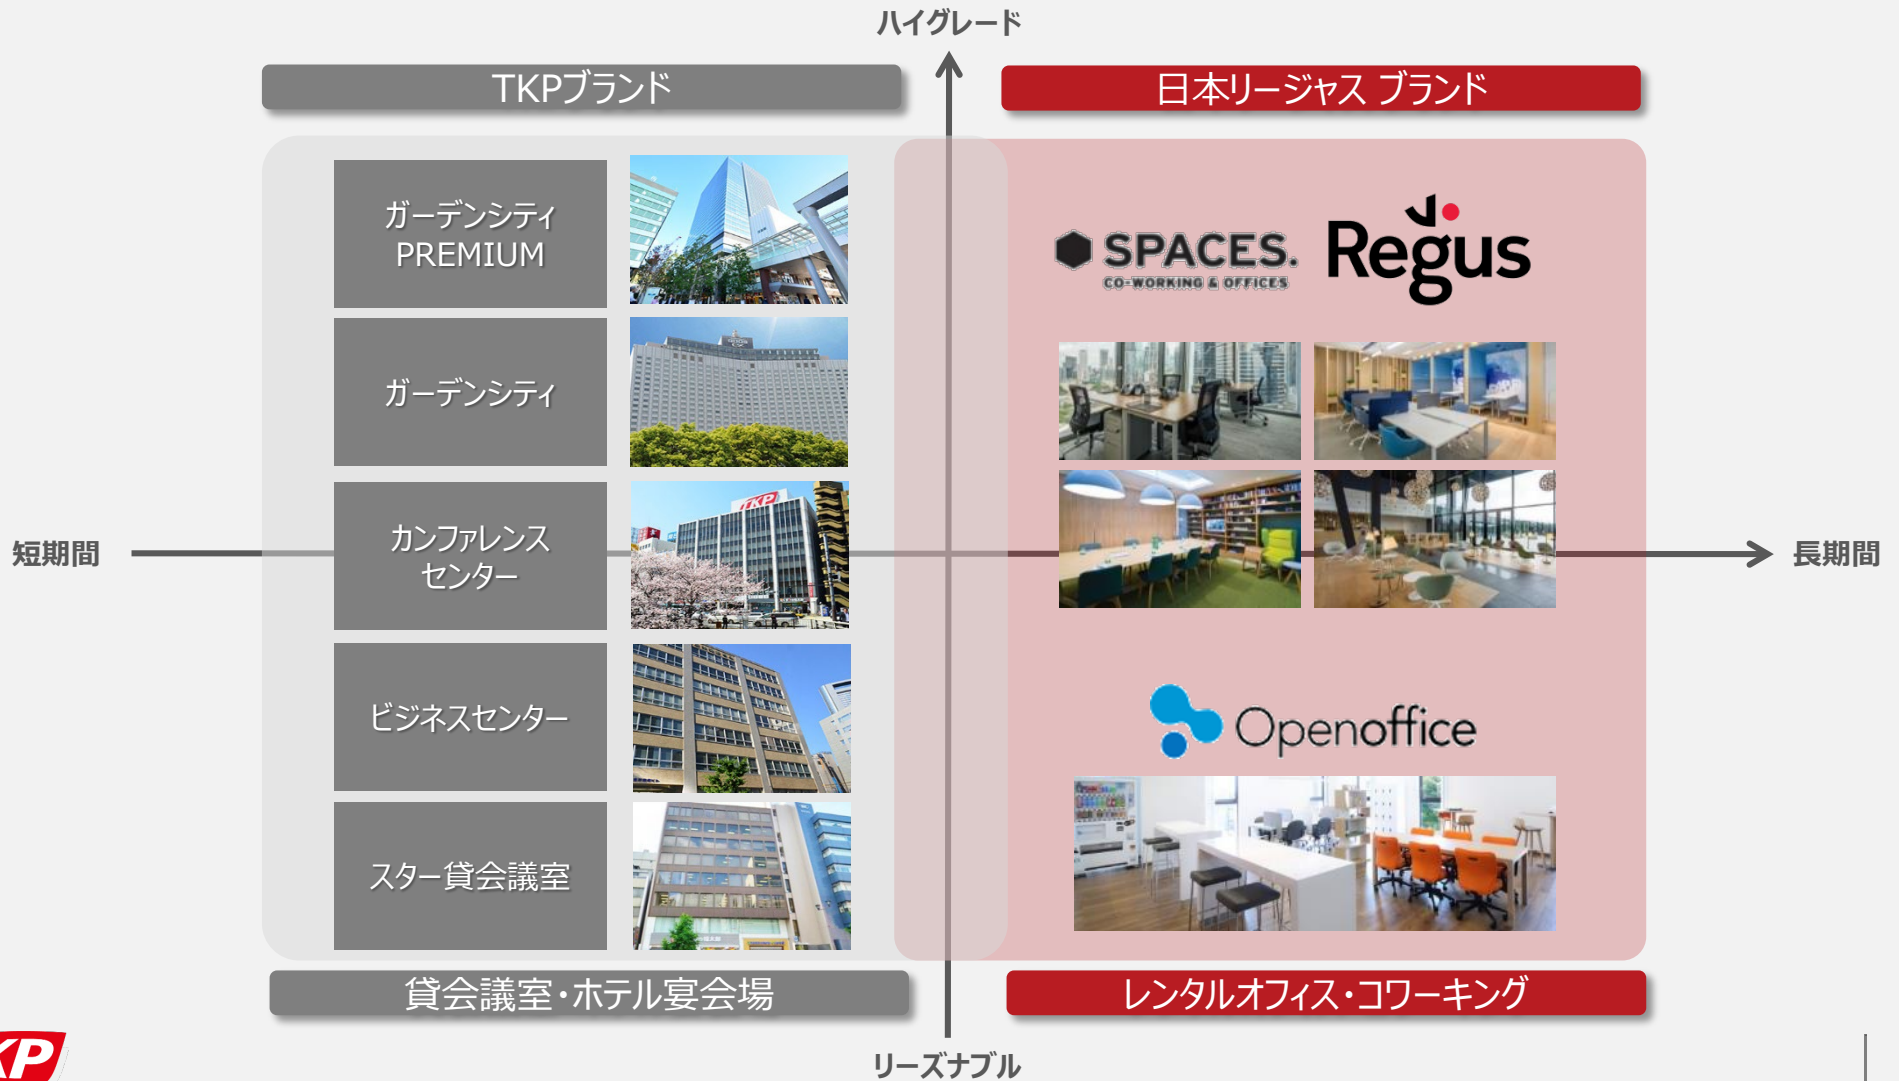 ハイグレード
TKPブランド
日本リージャス ブランド
ガーデンシティ
PREMIUM
SPACES.
CO-WORKING & OFFICES
Regus
ガーデンシティ
TKP
カンファレンス
センター
短期間
長期間
ビジネスセンター
Openoffice
スター貸会議室
貸会議室・ホテル宴会場
レンタルオフィス・コワーキング
リーズナブル
KP